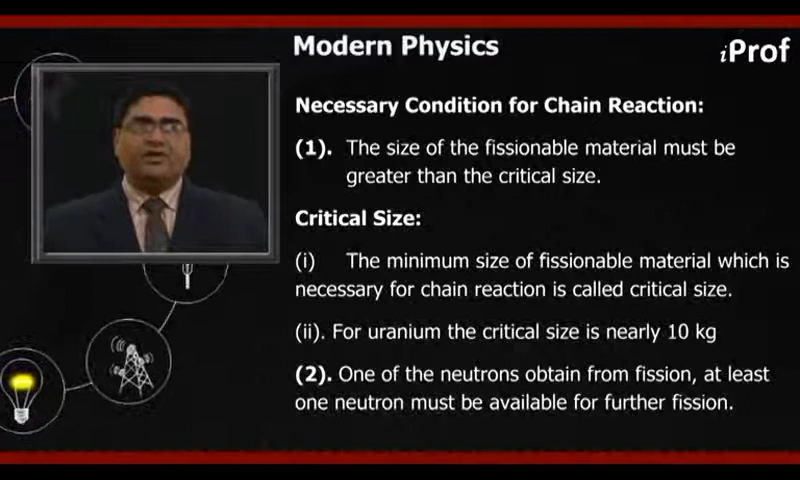 Modern Physics
iProf
Necessary Condition for Chain Reaction:
(1). The size of the fissionable material must be
greater than the critical size.
Critical Size:
(i) The minimum size of fissionable material which is
necessary for chain reaction is called critical size.
(ii). For uranium the critical size is nearly 10 kg
(2). One of the neutrons obtain from fission, at least
one neutron must be available for further fission.